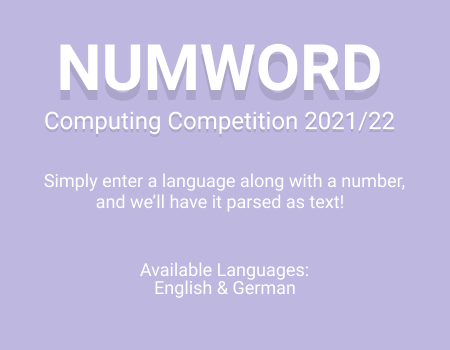 NUMWORD
Computing Competition 2021/22
Simply enter a language along with a number,
and we'll have it parsed as text!
Available Languages:
English & German